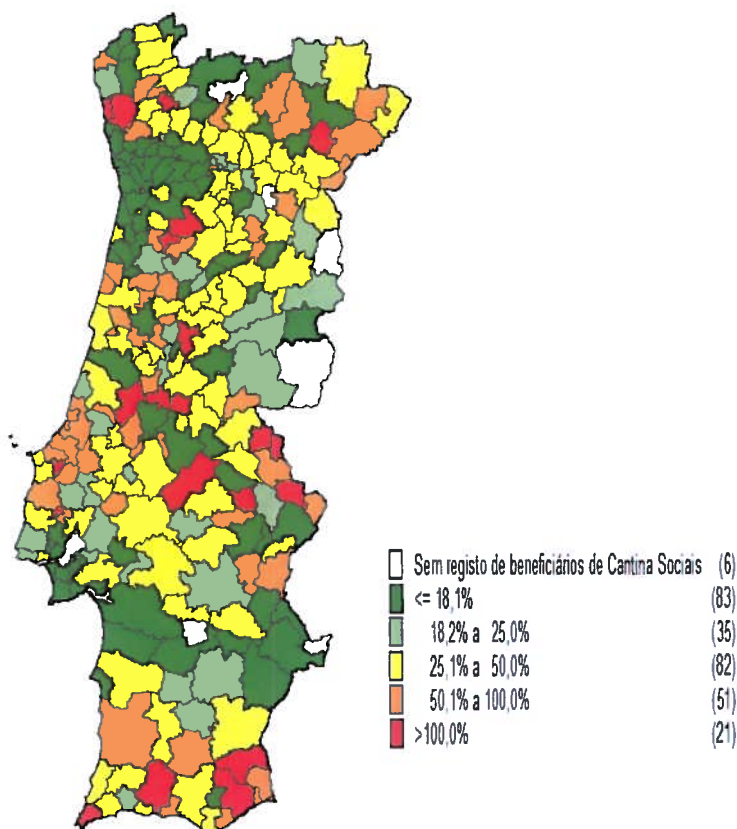 Sem registo de beneficiários de Cantina Sociais (6)
<= 18,1% (83)
18,2% a 25,0% (35)
25,1% a 50,0% (82)
50,1% a 100,0% (51)
>100,0% (21)